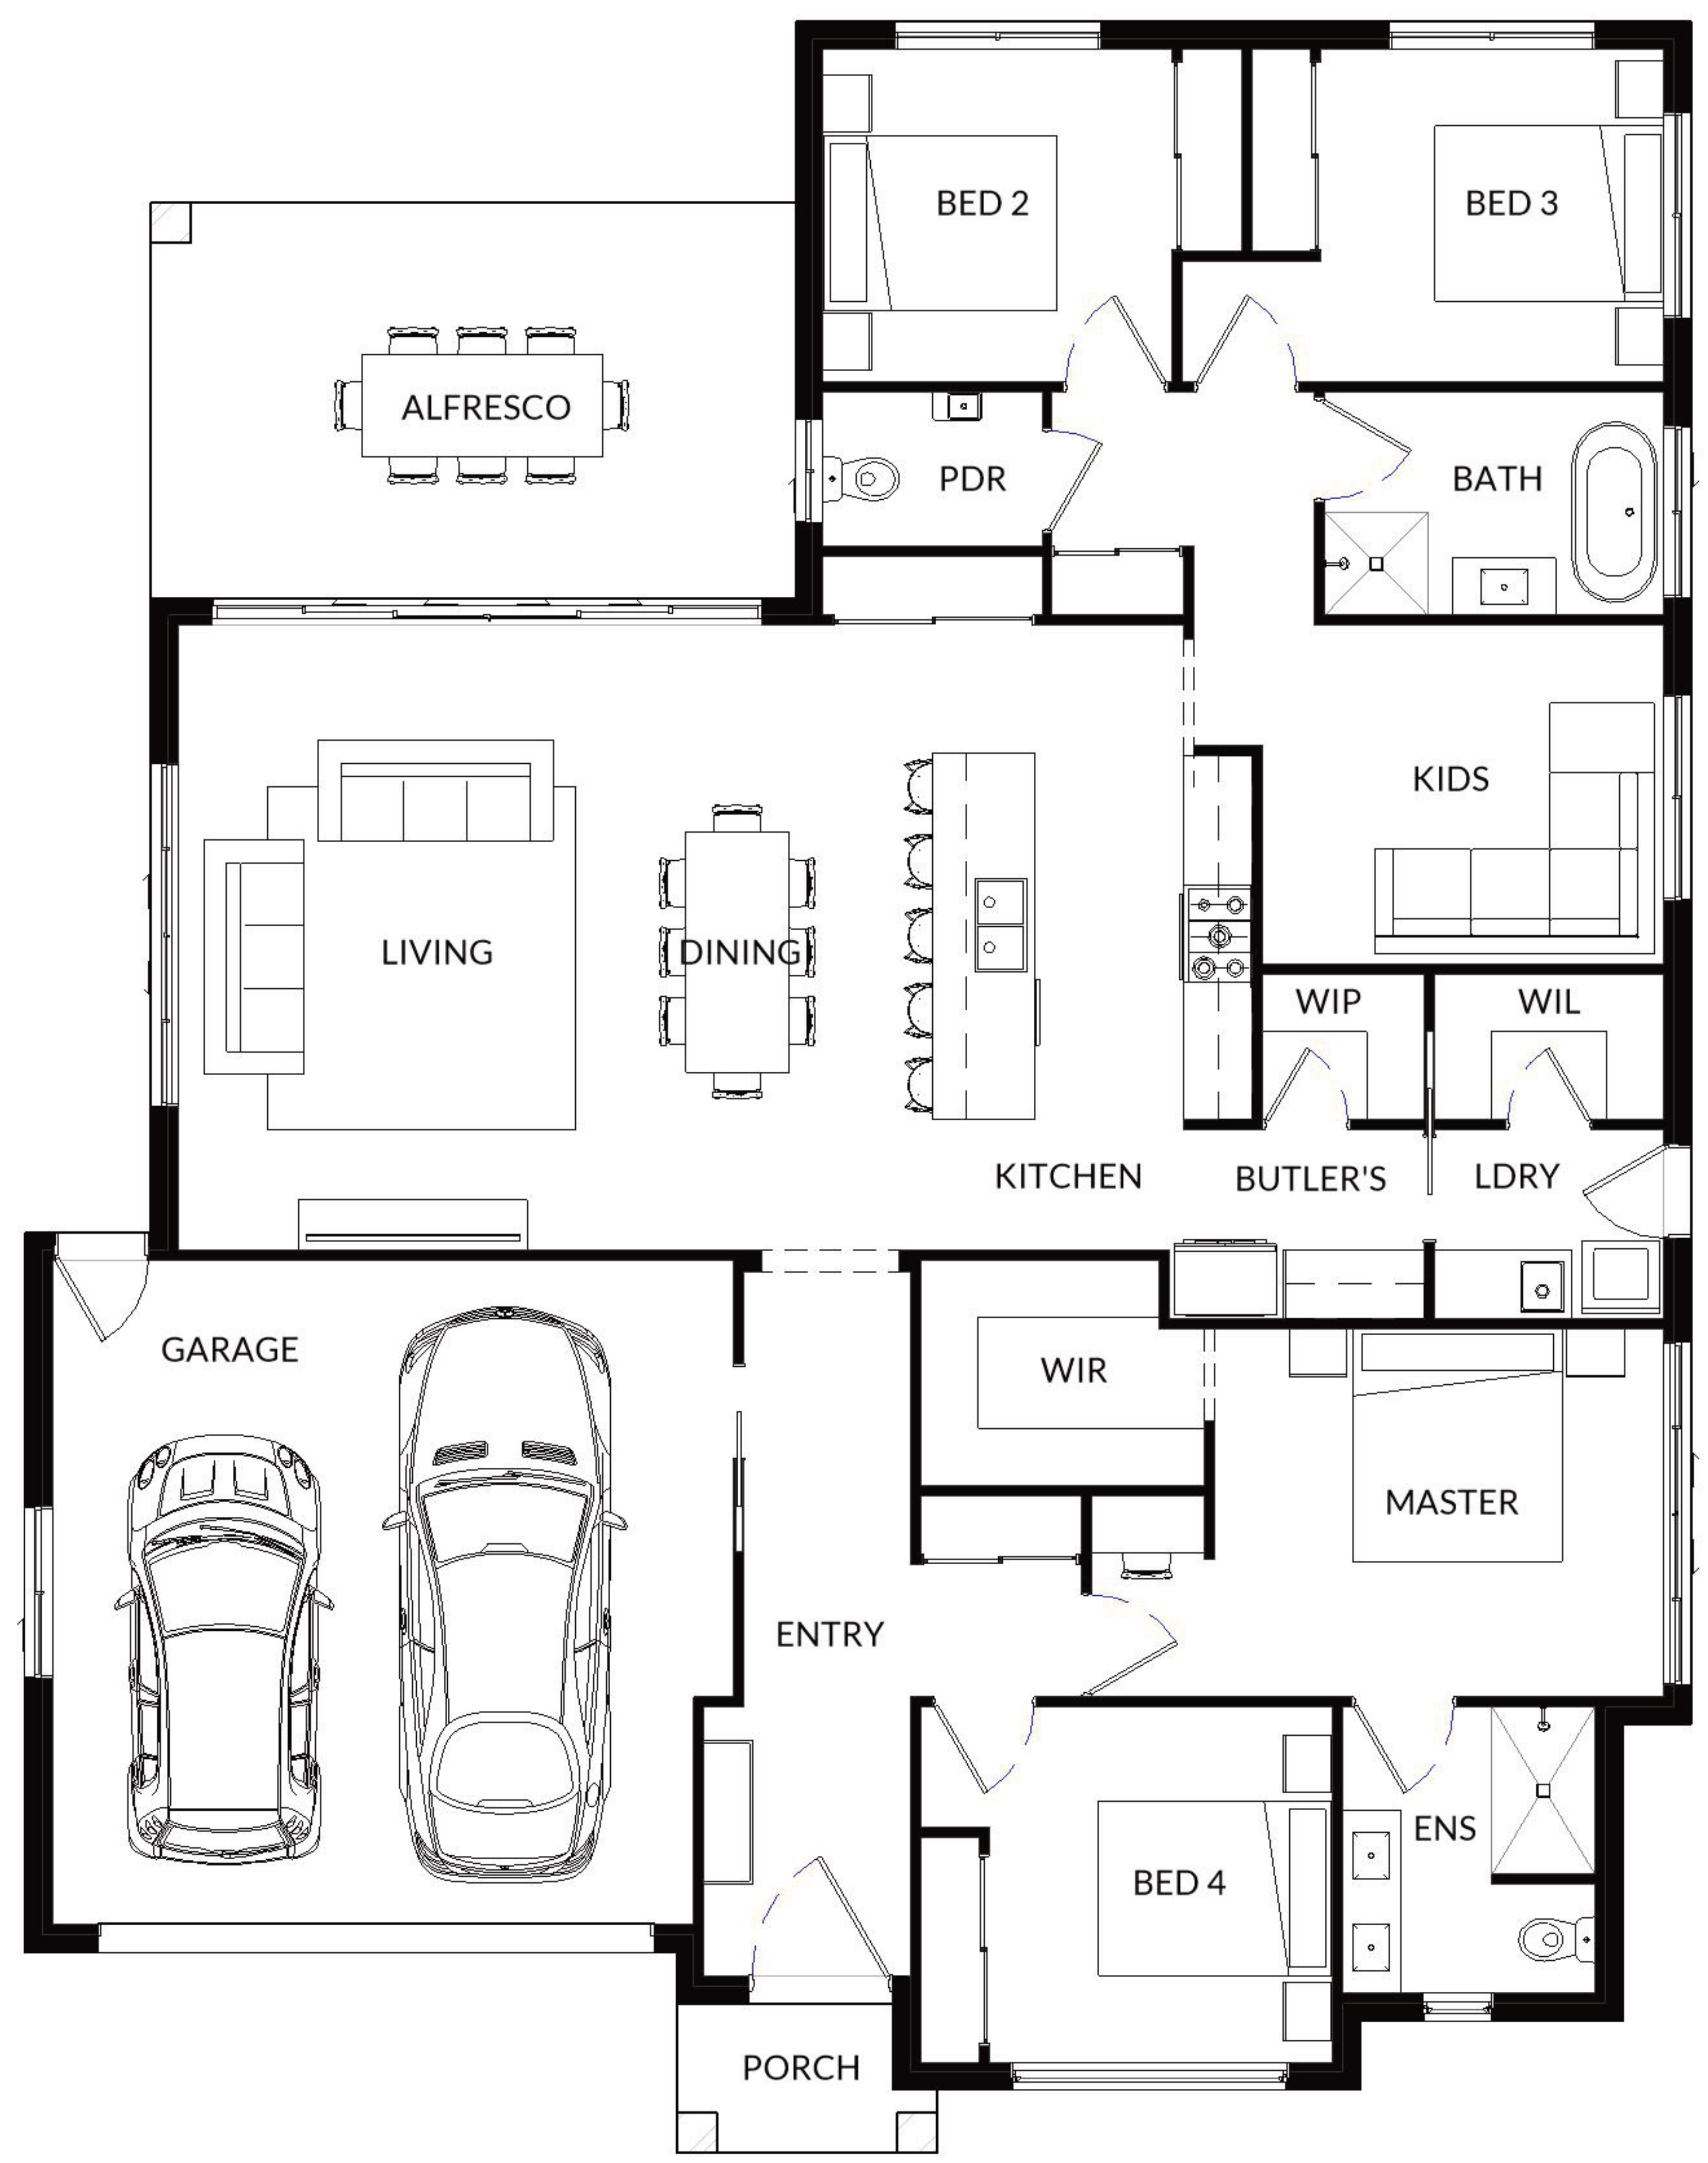 BED 2
BED 3
ALFRESCO
PDR
BATH
KIDS
LIVING
DINING
WIP
WIL
KITCHEN
BUTLER'S
LDRY
GARAGE
WIR
MASTER
ENTRY
ENS
BED 4
PORCH